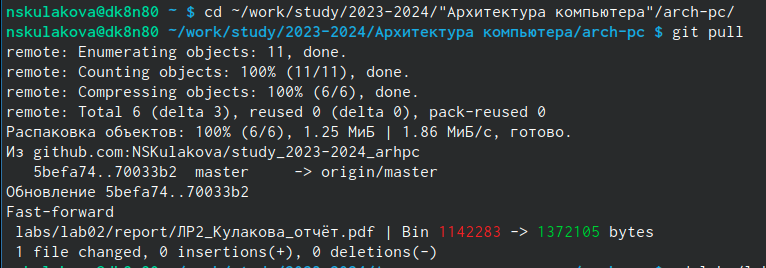 nskulakova@dk8n80 ~ $ cd ~/work/study/2023-2024/"Архитектура компьютера"/arch-pc/
nskulakova@dk8n80 ~/work/study/2023-2024/Архитектура компьютера/arch-pc $ git pull
remote: Enumerating objects: 11, done.
remote: Counting objects: 100% (11/11), done.
remote: Compressing objects: 100% (6/6), done.
remote: Total 6 (delta 3), reused 0 (delta 0), pack-reused 0
Распаковка объектов: 100% (6/6), 1.25 МиБ | 1.86 МиБ/с, готово.
Из github.com:NSKulakova/study_2023-2024_arhpc
   5befa74..70033b2  master     -> origin/master
Обновление 5befa74..70033b2
Fast-forward
 labs/lab02/report/ЛР2_Кулакова_отчёт.pdf | Bin 1142283 -> 1372105 bytes
 1 file changed, 0 insertions(+), 0 deletions(-)